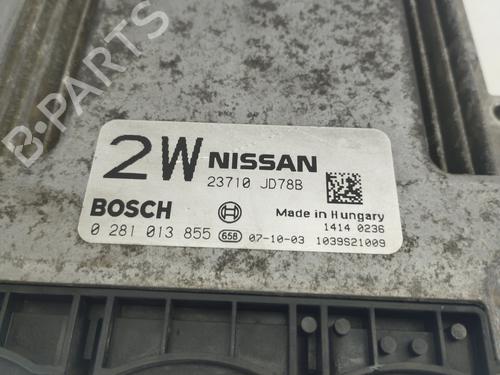 2W NISSAN
23710 JD78B
BOSCH
Made in Hungary
1414 0236
0 281 013 855 658 07-10-03 1039S21009
B-PARTS